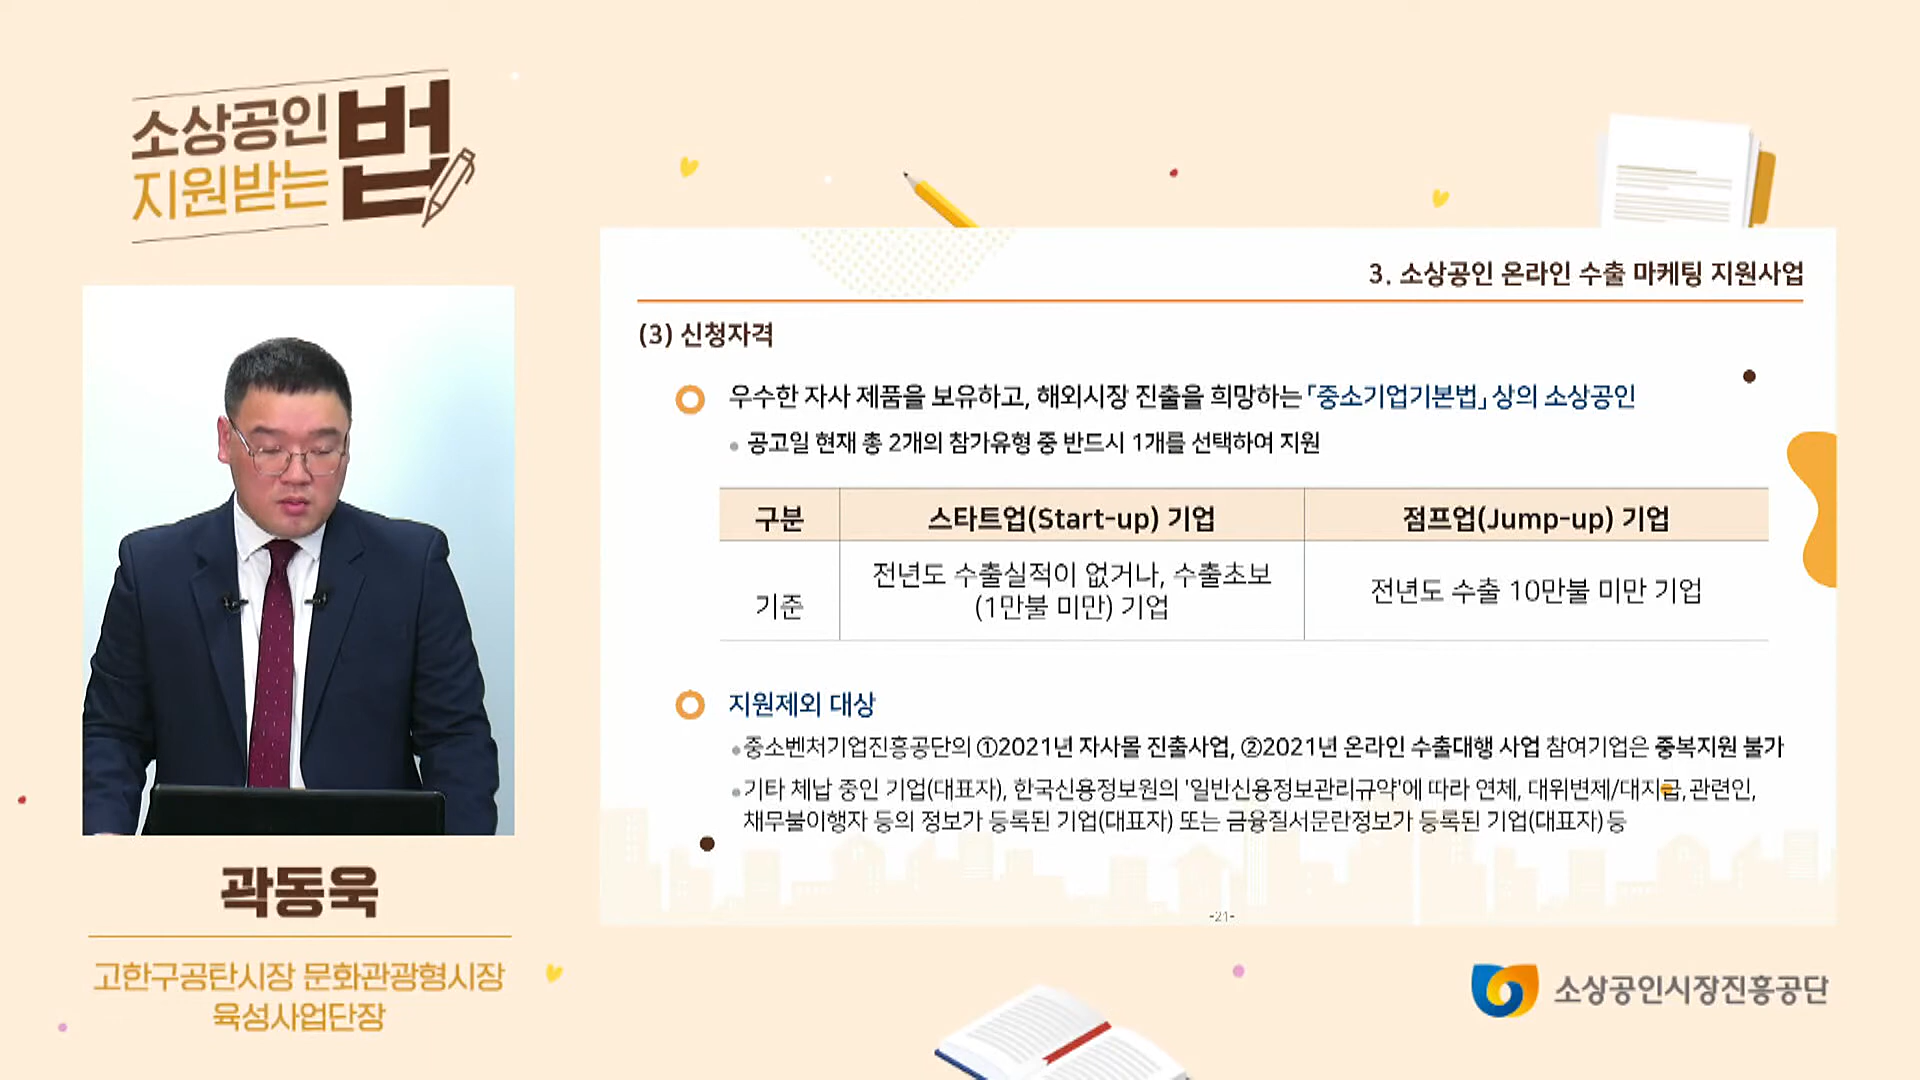 소상공인
지원받는
법
3. 소상공인 온라인 수출 마케팅 지원사업
(3) 신청자격
우수한 자사 제품을 보유하고, 해외시장 진출을 희망하는 「중소기업기본법」 상의 소상공인
공고일 현재 총 2개의 참가유형 중 반드시 1개를 선택하여 지원
구분 스타트업(Start-up) 기업 점프업(Jump-up) 기업
기준 전년도 수출실적이 없거나, 수출초보
(1만불 미만) 기업 전년도 수출 10만불 미만 기업
지원제외 대상
중소벤처기업진흥공단의 ①2021년 자사몰 진출사업, ②2021년 온라인 수출대행 사업 참여기업은 중복지원 불가
기타 체납 중인 기업(대표자), 한국신용정보원의 '일반신용정보관리규약'에 따라 연체, 대위변제/대지급, 관련인,
채무불이행자 등의 정보가 등록된 기업(대표자) 또는 금융질서문란정보가 등록된 기업(대표자) 등
-21-
곽동욱
고한구공탄시장 문화관광형시장
육성사업단장
소상공인시장진흥공단